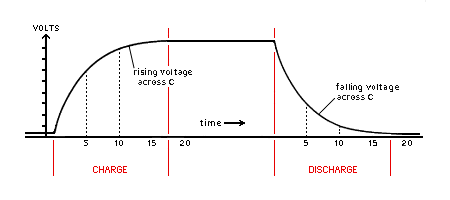 VOLTS
rising voltage
across C
falling voltage
across C
time
5 10 15 20
5 10 15 20
CHARGE
DISCHARGE